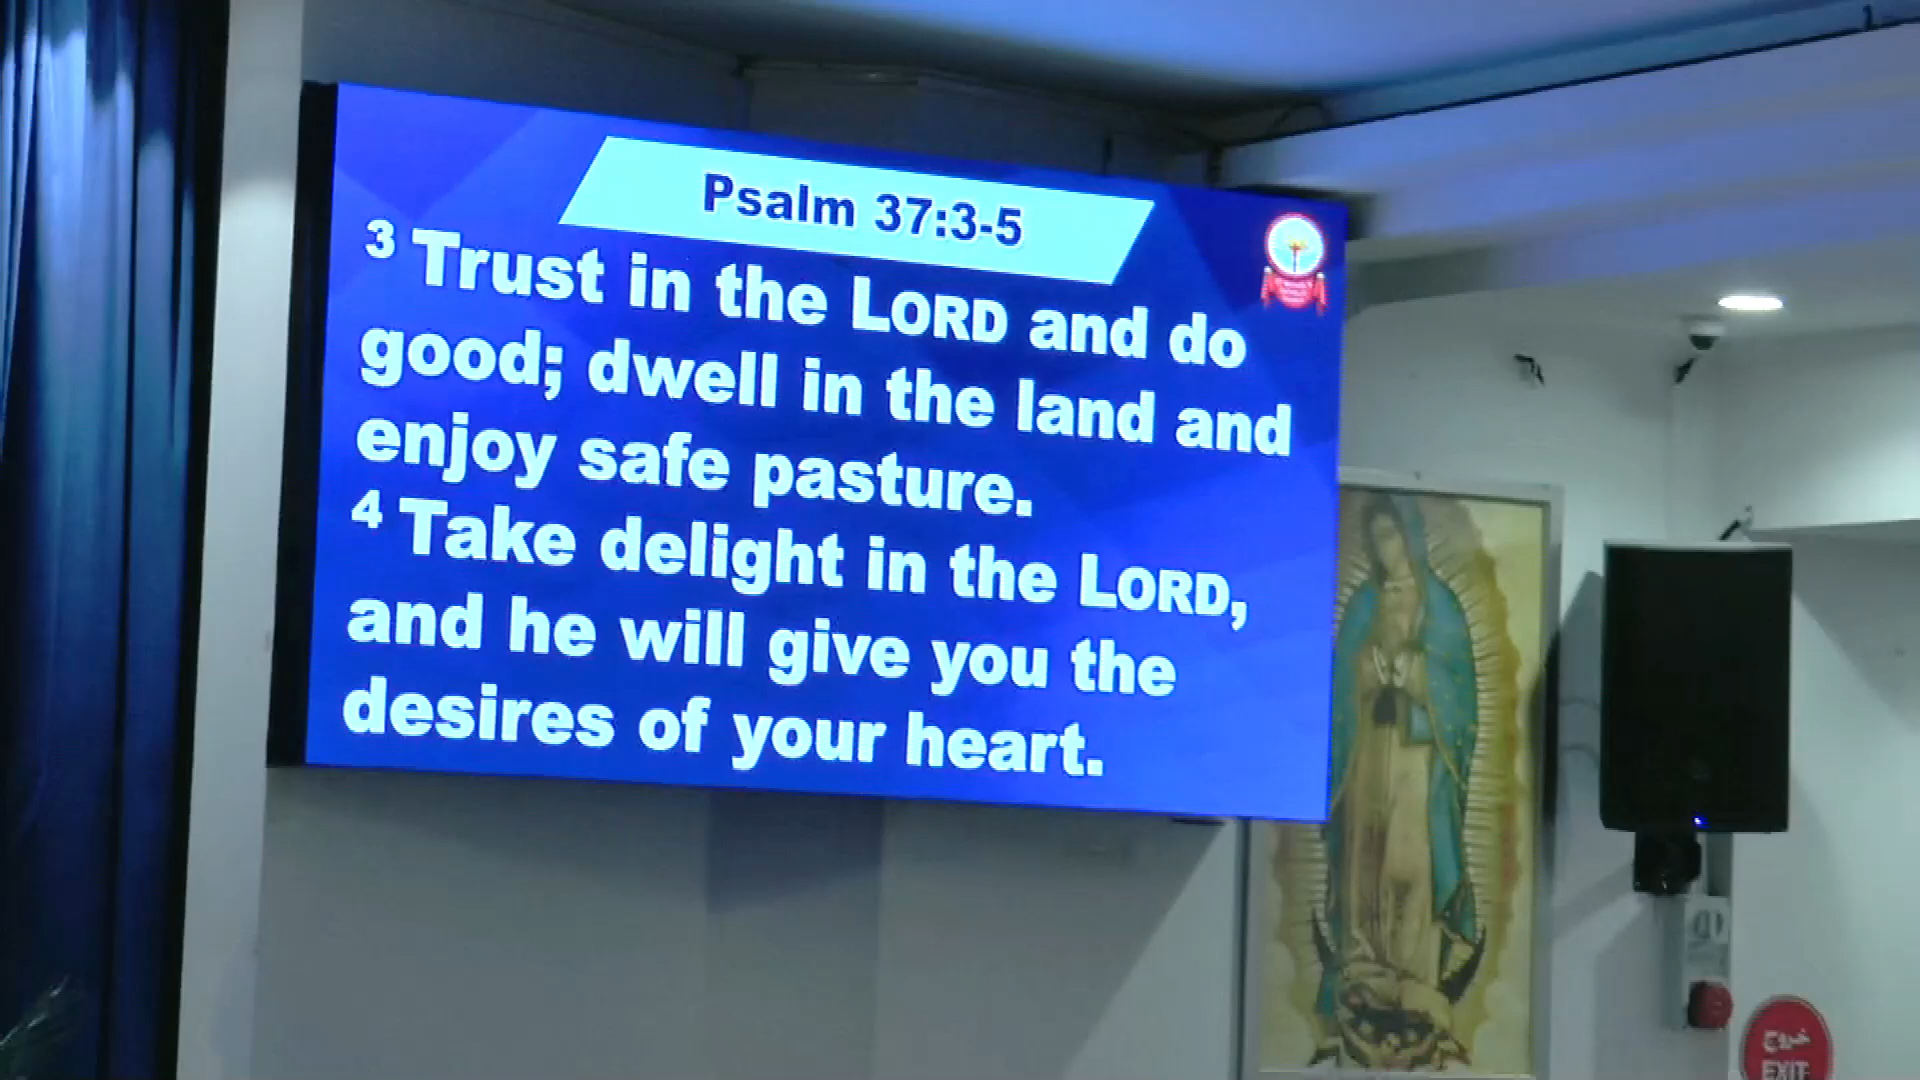 Psalm 37:3-5
3 Trust in the LORD and do
good; dwell in the land and
enjoy safe pasture.
4 Take delight in the LORD,
and he will give you the
desires of your heart.
خروج
EXIT